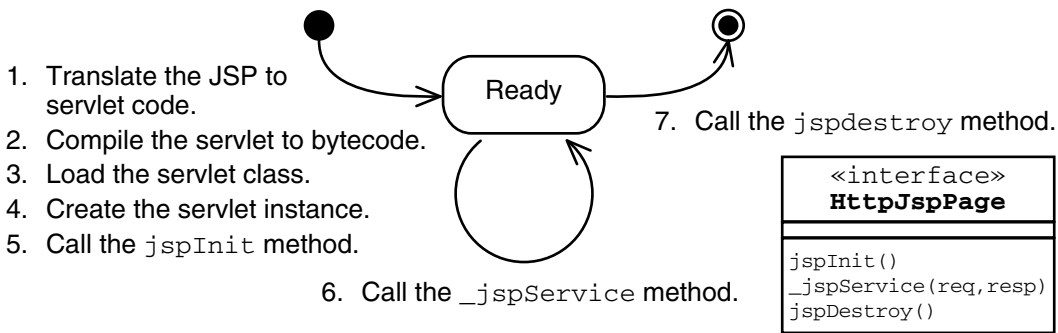 1. Translate the JSP to
servlet code.
2. Compile the servlet to bytecode.
3. Load the servlet class.
4. Create the servlet instance.
5. Call the jspInit method.
Ready
6. Call the _jspService method.
7. Call the jspdestroy method.
«interface»
HttpJspPage
jspInit()
_jspService(req,resp)
jspDestroy()